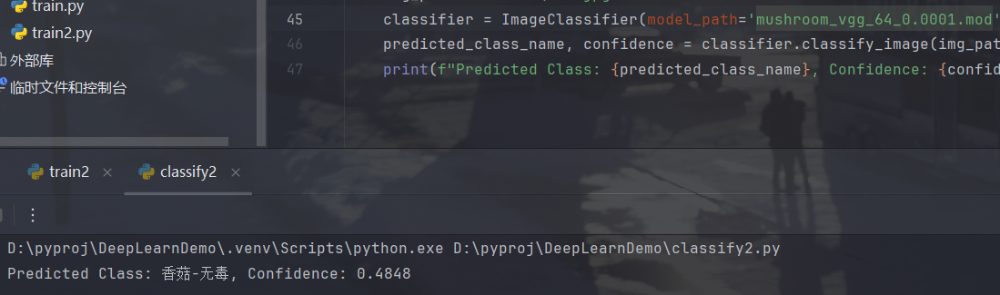 train.py
train2.py
外部库
临时文件和控制台
45 classifier = ImageClassifier(model_path='mushroom_vgg_64_0.0001.mod'
46 predicted_class_name, confidence = classifier.classify_image(img_pat
47 print(f"Predicted Class: {predicted_class_name}, Confidence: {confid
train2 classify2
D:\pyproj\DeepLearnDemo\.venv\Scripts\python.exe D:\pyproj\DeepLearnDemo\classify2.py
Predicted Class: 香菇-无毒, Confidence: 0.4848